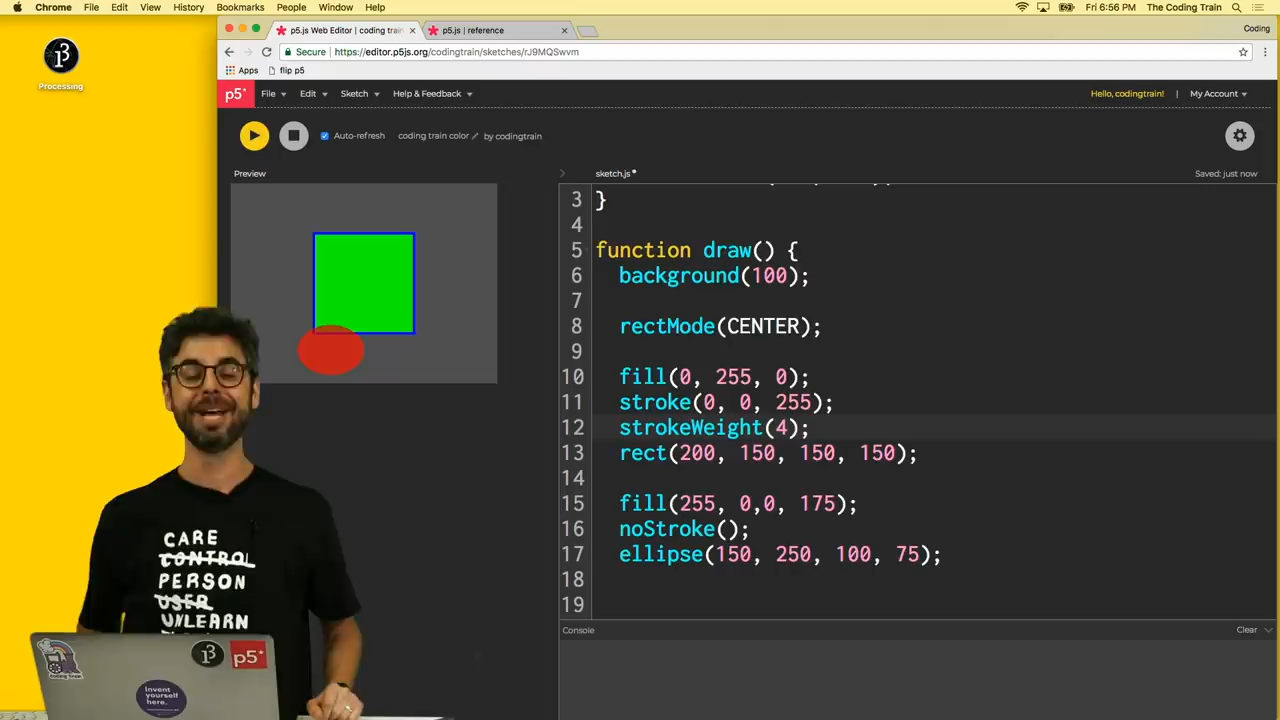 Chrome File Edit View History Bookmarks People Window Help Fri 6:56 PM The Coding Train
p5.js Web Editor | coding train p5.js | reference Coding
Secure https://editor.p5js.org/codingtrain/sketches/rJ9MQSwvm
Apps flip p5
p5* File Edit Sketch Help & Feedback Hello, codingtrain! | My Account
Auto-refresh coding train color by codingtrain
Preview sketch.js Saved: just now
3 }
4
5 function draw() {
6 background(100);
7
8 rectMode(CENTER);
9
10 fill(0, 255, 0);
11 stroke(0, 0, 255);
12 strokeWeight(4);
13 rect(200, 150, 150, 150);
14
15 fill(255, 0,0, 175);
16 noStroke();
17 ellipse(150, 250, 100, 75);
18
19
Console Clear
Processing
CARE
CONTROL
PERSON
USER
UNLEARN
p5*
Invent
yourself
here.